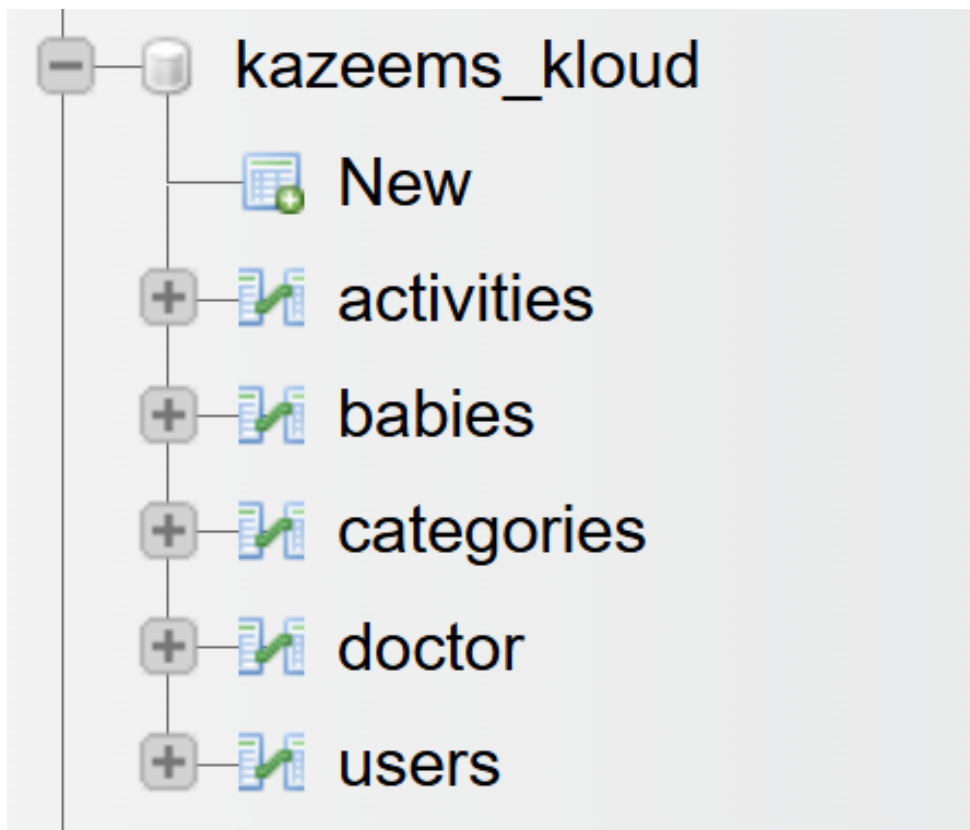 kazeems_kloud
New
activities
babies
categories
doctor
users